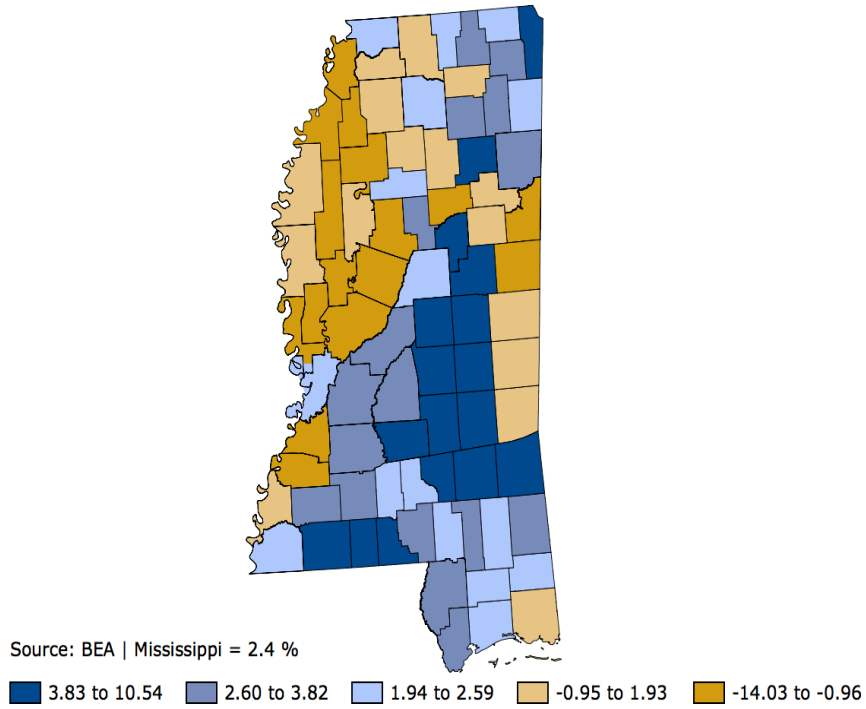 Source: BEA | Mississippi = 2.4 %
3.83 to 10.54 2.60 to 3.82 1.94 to 2.59 -0.95 to 1.93 -14.03 to -0.96